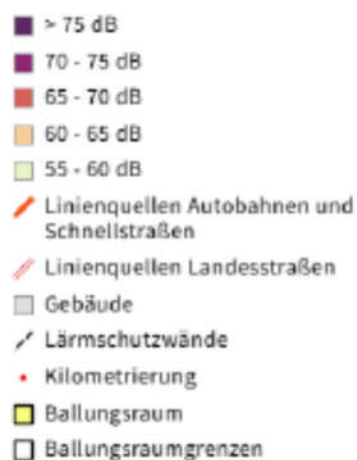 > 75 dB
70 - 75 dB
65 - 70 dB
60 - 65 dB
55 - 60 dB
Linienquellen Autobahnen und
Schnellstraßen
Linienquellen Landesstraßen
Gebäude
Lärmschutzwände
Kilometrierung
Ballungsraum
Ballungsraumgrenzen